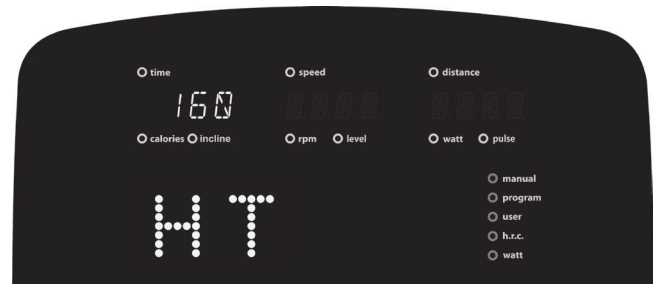 time speed distance
160
calories incline rpm level watt pulse
manual
program
user
h.r.c.
watt
HT